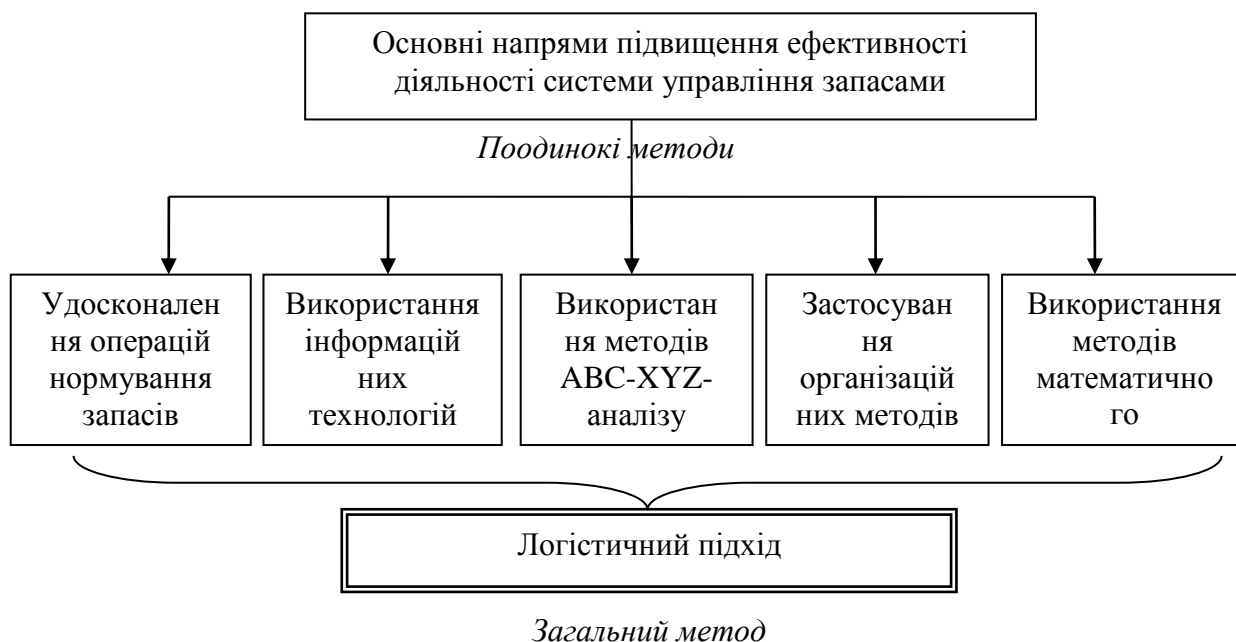 Основні напрями підвищення ефективності
діяльності системи управління запасами
Поодинокі методи
Удосконален
ня операцій
нормування
запасів
Використання
інформацій
них
технологій
Використан
ня методів
ABC-XYZ-
аналізу
Застосуван
ня
організацій
них методів
Використання
методів
математично
го
Логістичний підхід
Загальний метод